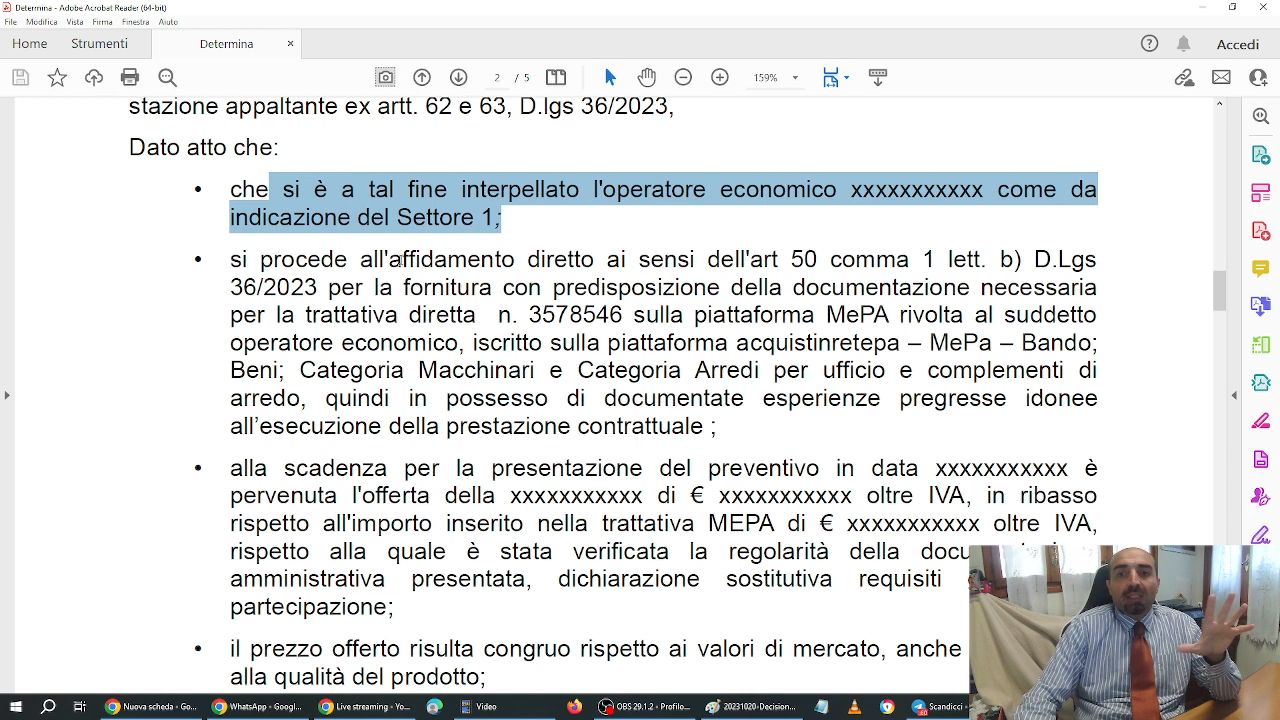 Determina - Adobe Acrobat Reader (64-bit)
File Modifica Vista Firma Finestra Aiuto
Home Strumenti Determina × Accedi
2 / 5 159%
stazione appaltante ex artt. 62 e 63, D.lgs 36/2023,
Dato atto che:
• che si è a tal fine interpellato l'operatore economico xxxxxxxxxxx come da
indicazione del Settore 1;
• si procede all'affidamento diretto ai sensi dell'art 50 comma 1 lett. b) D.Lgs
36/2023 per la fornitura con predisposizione della documentazione necessaria
per la trattativa diretta n. 3578546 sulla piattaforma MePA rivolta al suddetto
operatore economico, iscritto sulla piattaforma acquistinretepa – MePa – Bando;
Beni; Categoria Macchinari e Categoria Arredi per ufficio e complementi di
arredo, quindi in possesso di documentate esperienze pregresse idonee
all’esecuzione della prestazione contrattuale ;
• alla scadenza per la presentazione del preventivo in data xxxxxxxxxxx è
pervenuta l'offerta della xxxxxxxxxxx di € xxxxxxxxxxx oltre IVA, in ribasso
rispetto all'importo inserito nella trattativa MEPA di € xxxxxxxxxxx oltre IVA,
rispetto alla quale è stata verificata la regolarità della
amministrativa presentata, dichiarazione sostitutiva requisiti
partecipazione;
• il prezzo offerto risulta congruo rispetto ai valori di mercato, anche
alla qualità del prodotto;
Nuova scheda - Go... WhatsApp - Googl... Live streaming - Yo... Video OBS 29.1.2 - Profilo... 20231020-Decision... Candicci -